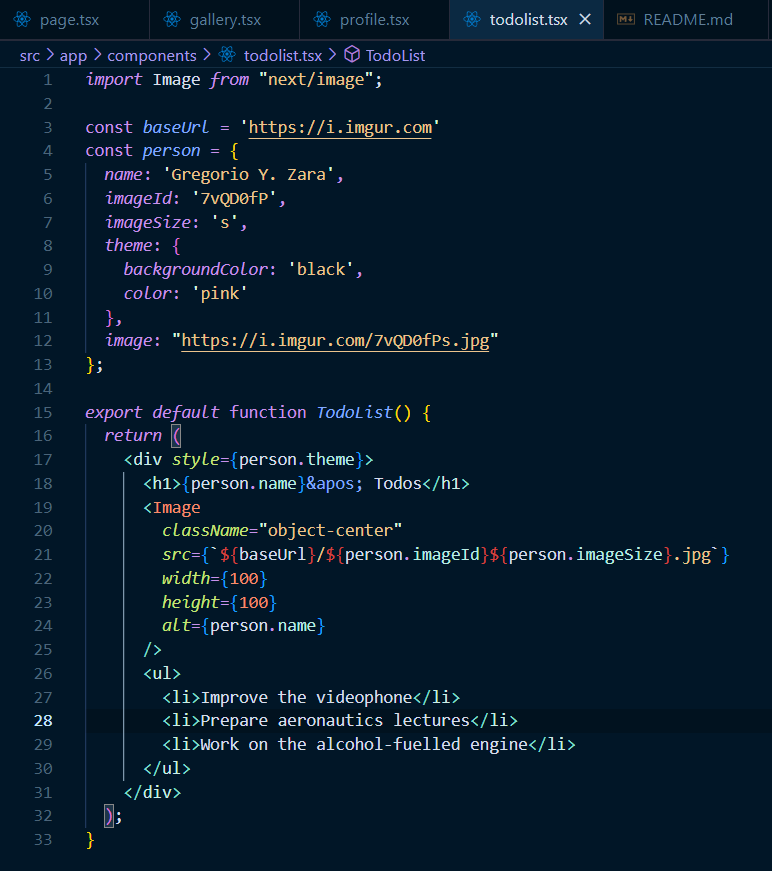 page.tsx gallery.tsx profile.tsx todolist.tsx × README.md
src > app > components > todolist.tsx > TodoList
1 import Image from "next/image";
2
3 const baseUrl = 'https://i.imgur.com'
4 const person = {
5   name: 'Gregorio Y. Zara',
6   imageId: '7vQD0fP',
7   imageSize: 's',
8   theme: {
9     backgroundColor: 'black',
10     color: 'pink'
11   },
12   image: "https://i.imgur.com/7vQD0fPs.jpg"
13 };
14
15 export default function TodoList() {
16   return (
17     <div style={person.theme}>
18       <h1>{person.name}&apos; Todos</h1>
19       <Image
20         className="object-center"
21         src={`${baseUrl}/${person.imageId}${person.imageSize}.jpg`}
22         width={100}
23         height={100}
24         alt={person.name}
25       />
26       <ul>
27         <li>Improve the videophone</li>
28         <li>Prepare aeronautics lectures</li>
29         <li>Work on the alcohol-fuelled engine</li>
30       </ul>
31     </div>
32   );
33 }